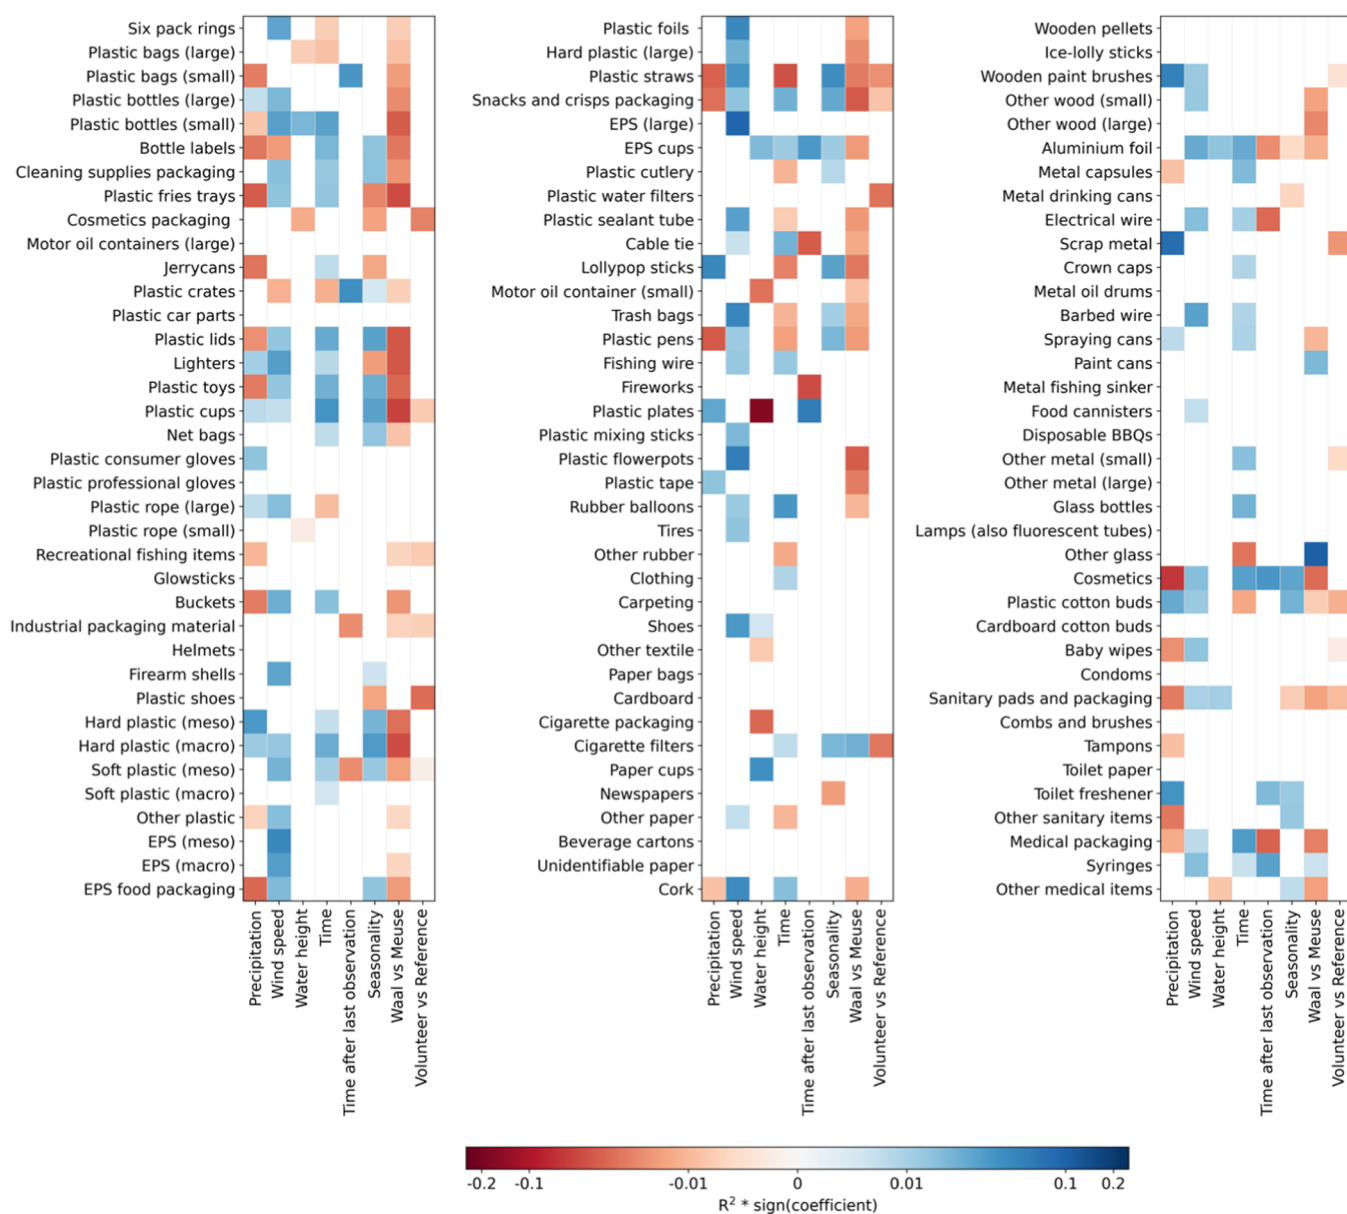 Six pack rings
Plastic bags (large)
Plastic bags (small)
Plastic bottles (large)
Plastic bottles (small)
Bottle labels
Cleaning supplies packaging
Plastic fries trays
Cosmetics packaging
Motor oil containers (large)
Jerrycans
Plastic crates
Plastic car parts
Plastic lids
Lighters
Plastic toys
Plastic cups
Net bags
Plastic consumer gloves
Plastic professional gloves
Plastic rope (large)
Plastic rope (small)
Recreational fishing items
Glowsticks
Buckets
Industrial packaging material
Helmets
Firearm shells
Plastic shoes
Hard plastic (meso)
Hard plastic (macro)
Soft plastic (meso)
Soft plastic (macro)
Other plastic
EPS (meso)
EPS (macro)
EPS food packaging
Precipitation
Wind speed
Water height
Time
Time after last observation
Seasonality
Waal vs Meuse
Volunteer vs Reference
Plastic foils
Hard plastic (large)
Plastic straws
Snacks and crisps packaging
EPS (large)
EPS cups
Plastic cutlery
Plastic water filters
Plastic sealant tube
Cable tie
Lollypop sticks
Motor oil container (small)
Trash bags
Plastic pens
Fishing wire
Fireworks
Plastic plates
Plastic mixing sticks
Plastic flowerpots
Plastic tape
Rubber balloons
Tires
Other rubber
Clothing
Carpeting
Shoes
Other textile
Paper bags
Cardboard
Cigarette packaging
Cigarette filters
Paper cups
Newspapers
Other paper
Beverage cartons
Unidentifiable paper
Cork
Precipitation
Wind speed
Water height
Time
Time after last observation
Seasonality
Waal vs Meuse
Volunteer vs Reference
Wooden pellets
Ice-lolly sticks
Wooden paint brushes
Other wood (small)
Other wood (large)
Aluminium foil
Metal capsules
Metal drinking cans
Electrical wire
Scrap metal
Crown caps
Metal oil drums
Barbed wire
Spraying cans
Paint cans
Metal fishing sinker
Food cannisters
Disposable BBQs
Other metal (small)
Other metal (large)
Glass bottles
Lamps (also fluorescent tubes)
Other glass
Cosmetics
Plastic cotton buds
Cardboard cotton buds
Baby wipes
Condoms
Sanitary pads and packaging
Combs and brushes
Tampons
Toilet paper
Toilet freshener
Other sanitary items
Medical packaging
Syringes
Other medical items
Precipitation
Wind speed
Water height
Time
Time after last observation
Seasonality
Waal vs Meuse
Volunteer vs Reference
-0.2 -0.1 -0.01 0 0.01 0.1 0.2
R² * sign(coefficient)